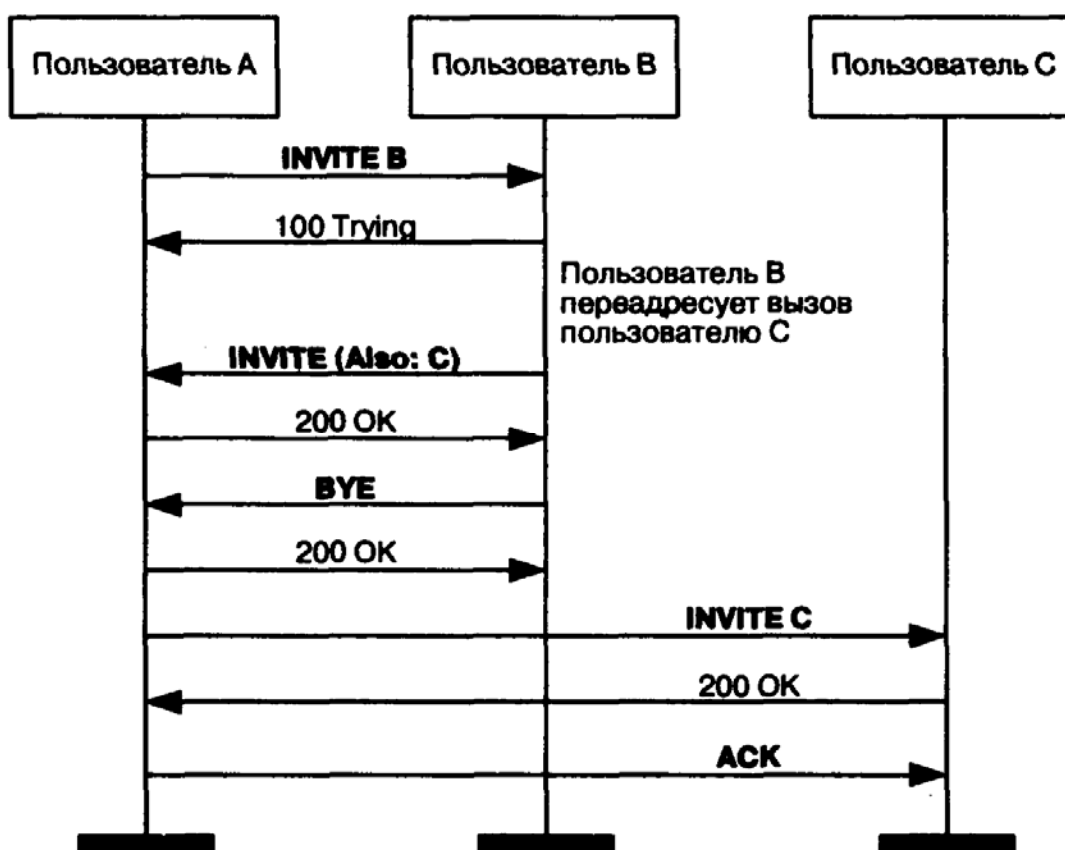 Пользователь А
Пользователь В
Пользователь С
INVITE B
100 Trying
Пользователь В
переадресует вызов
пользователю С
INVITE (Also: C)
200 OK
BYE
200 OK
INVITE C
200 OK
ACK